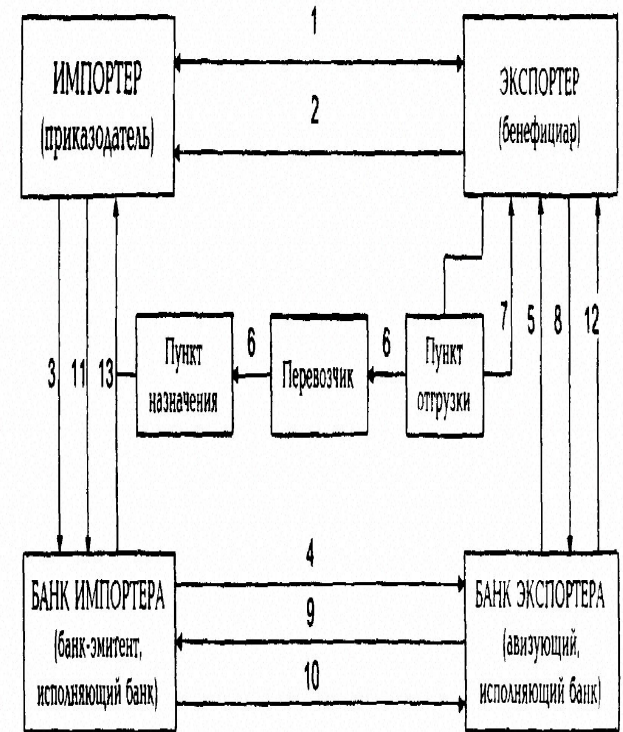 1
ИМПОРТЕР
(приказодатель)
ЭКСПОРТЕР
(бенефициар)
2
3
11
13
Пункт
назначения
6
Перевозчик
6
Пункт
отгрузки
7
5
8
12
БАНК ИМПОРТЕРА
(банк-эмитент,
исполняющий банк)
4
9
10
БАНК ЭКСПОРТЕРА
(авизующий,
исполняющий банк)